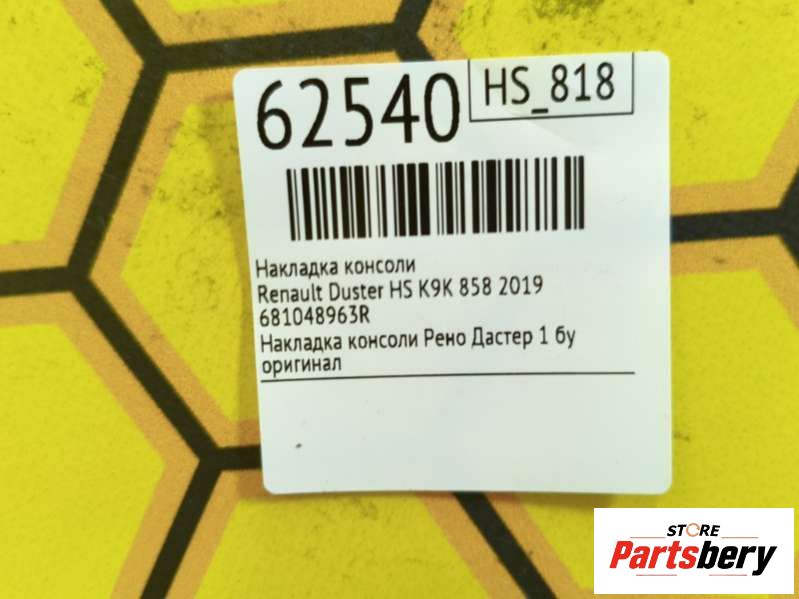 62540
HS_818
Накладка консоли
Renault Duster HS K9K 858 2019
681048963R
Накладка консоли Рено Дастер 1 бу
оригинал
STORE
Partsbery